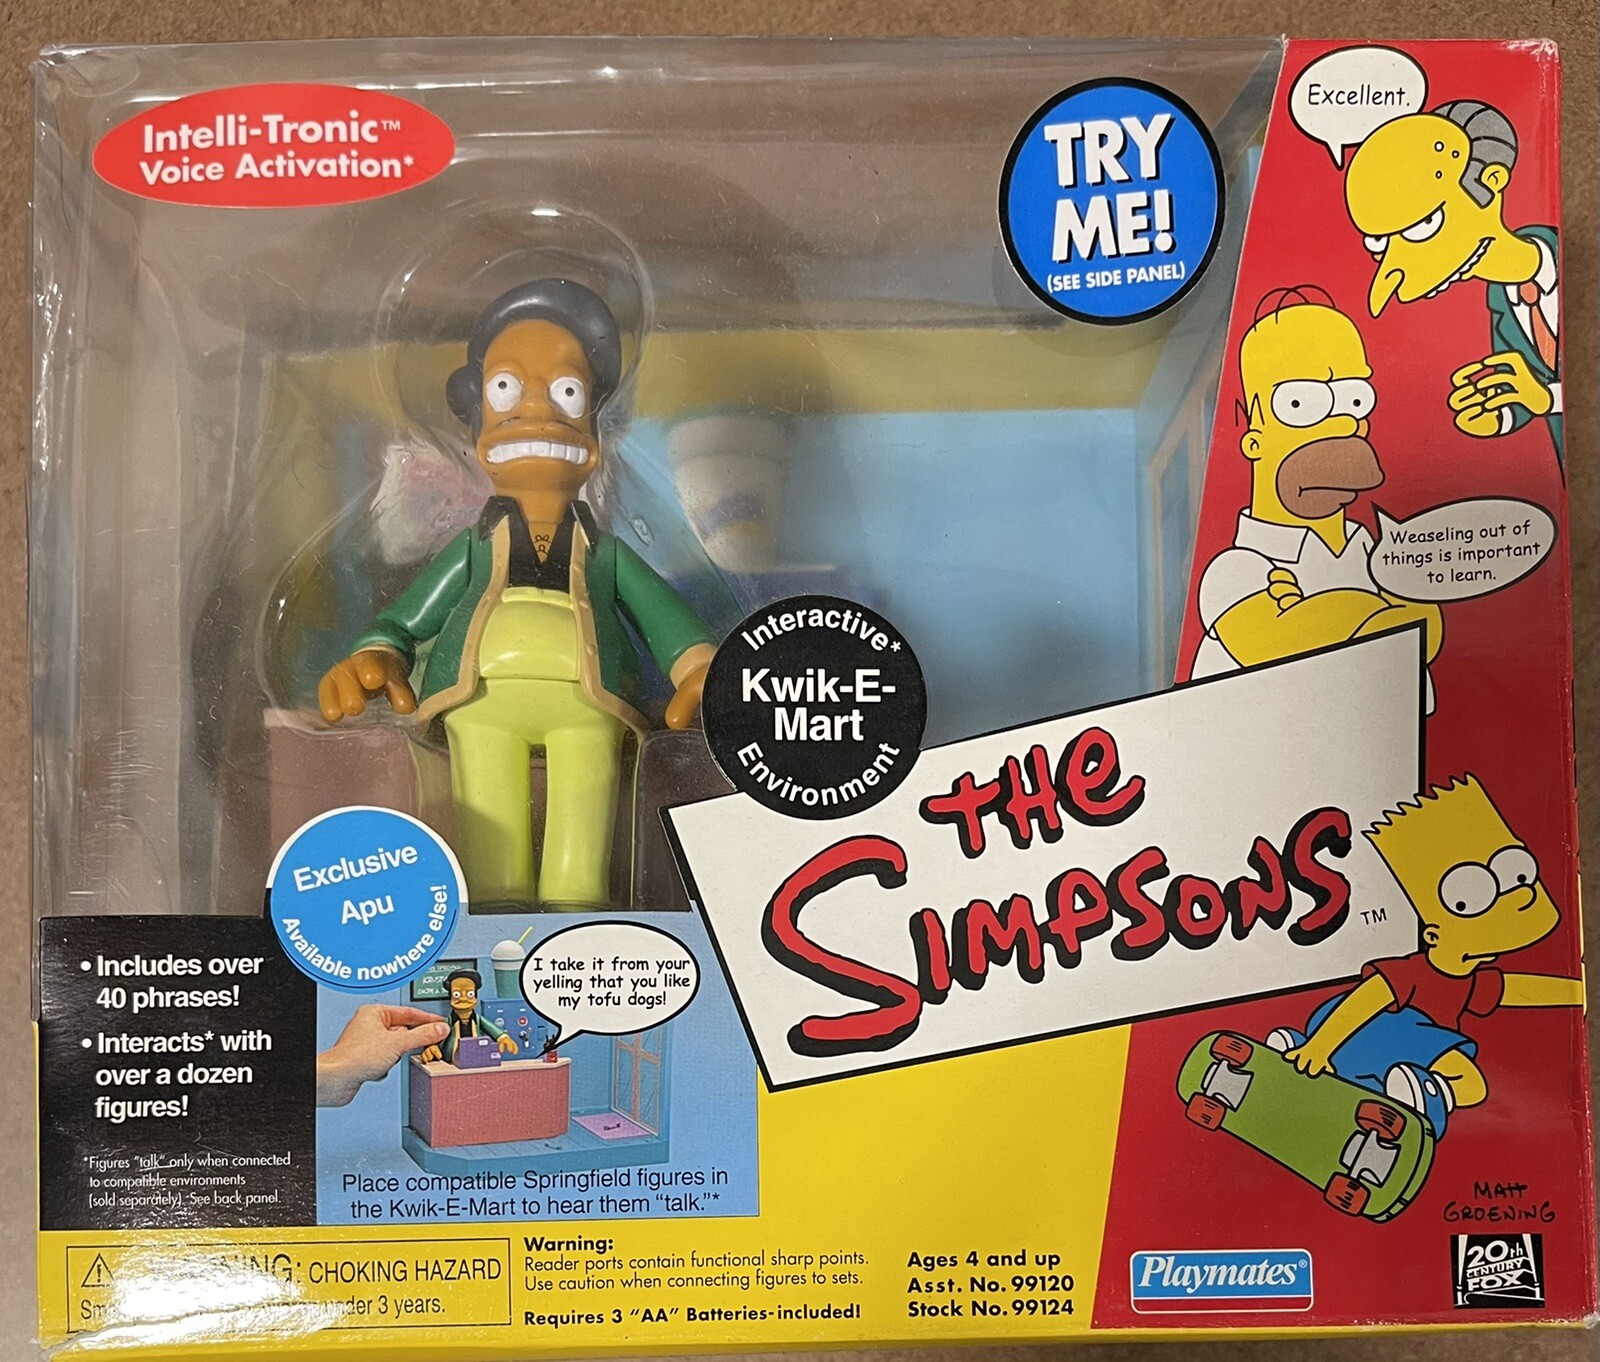 Intelli-Tronic™
Voice Activation*
TRY
ME!
(SEE SIDE PANEL)
Excellent.
Weaseling out of
things is important
to learn.
Interactive*
Kwik-E-
Mart
Environment
THE
SIMPSONS
TM
Exclusive
Apu
Available nowhere else!
• Includes over
40 phrases!
• Interacts* with
over a dozen
figures!
*Figures "talk" only when connected
to compatible environments
(sold separately). See back panel.
I take it from your
yelling that you like
my tofu dogs!
Place compatible Springfield figures in
the Kwik-E-Mart to hear them "talk."*
CHOKING HAZARD
under 3 years.
Warning:
Reader ports contain functional sharp points.
Use caution when connecting figures to sets.
Requires 3 "AA" Batteries-included!
Ages 4 and up
Asst. No. 99120
Stock No. 99124
Playmates®
MATT
GROENING
20th
CENTURY
FOX